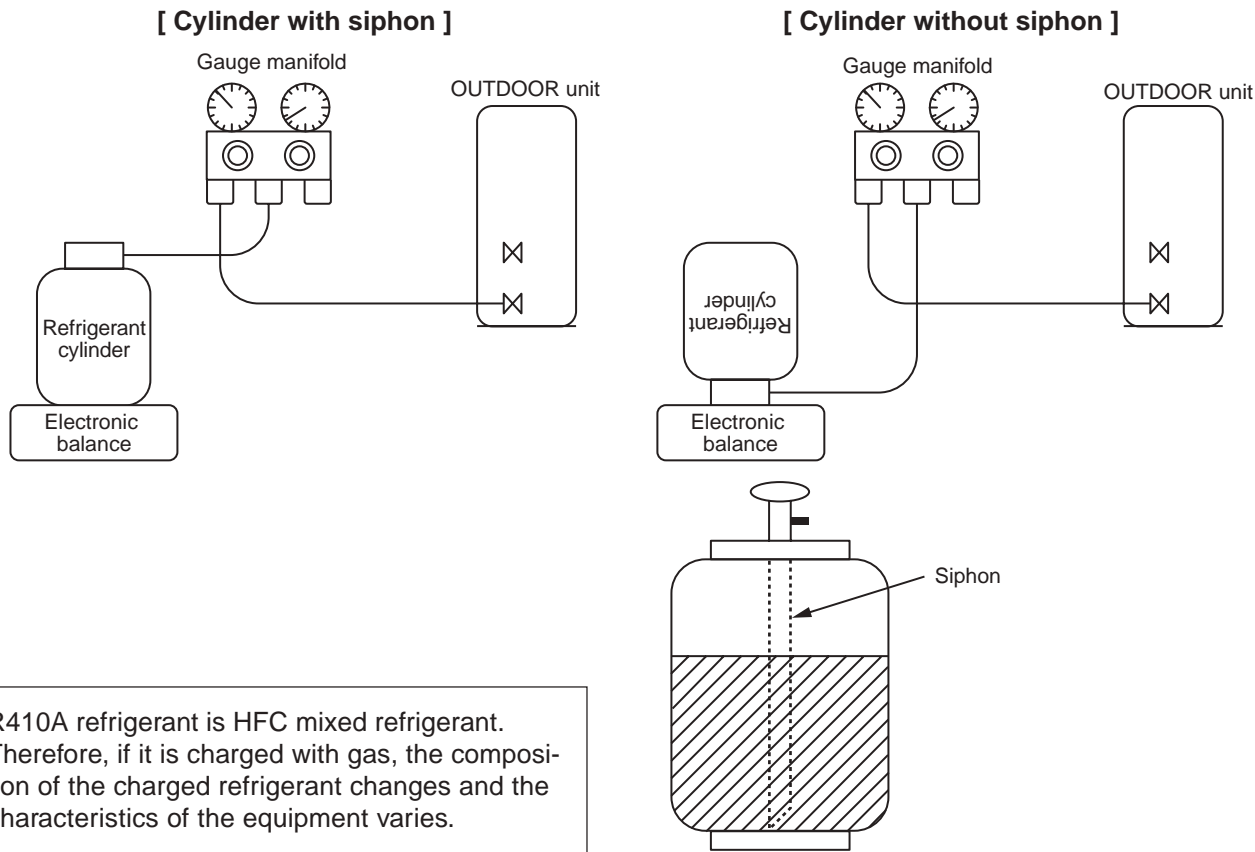 [ Cylinder with siphon ]
Gauge manifold
OUTDOOR unit
Refrigerant
cylinder
Electronic
balance
[ Cylinder without siphon ]
Gauge manifold
OUTDOOR unit
Refrigerant
cylinder
Electronic
balance
Siphon
R410A refrigerant is HFC mixed refrigerant.
Therefore, if it is charged with gas, the composi-
on of the charged refrigerant changes and the
characteristics of the equipment varies.